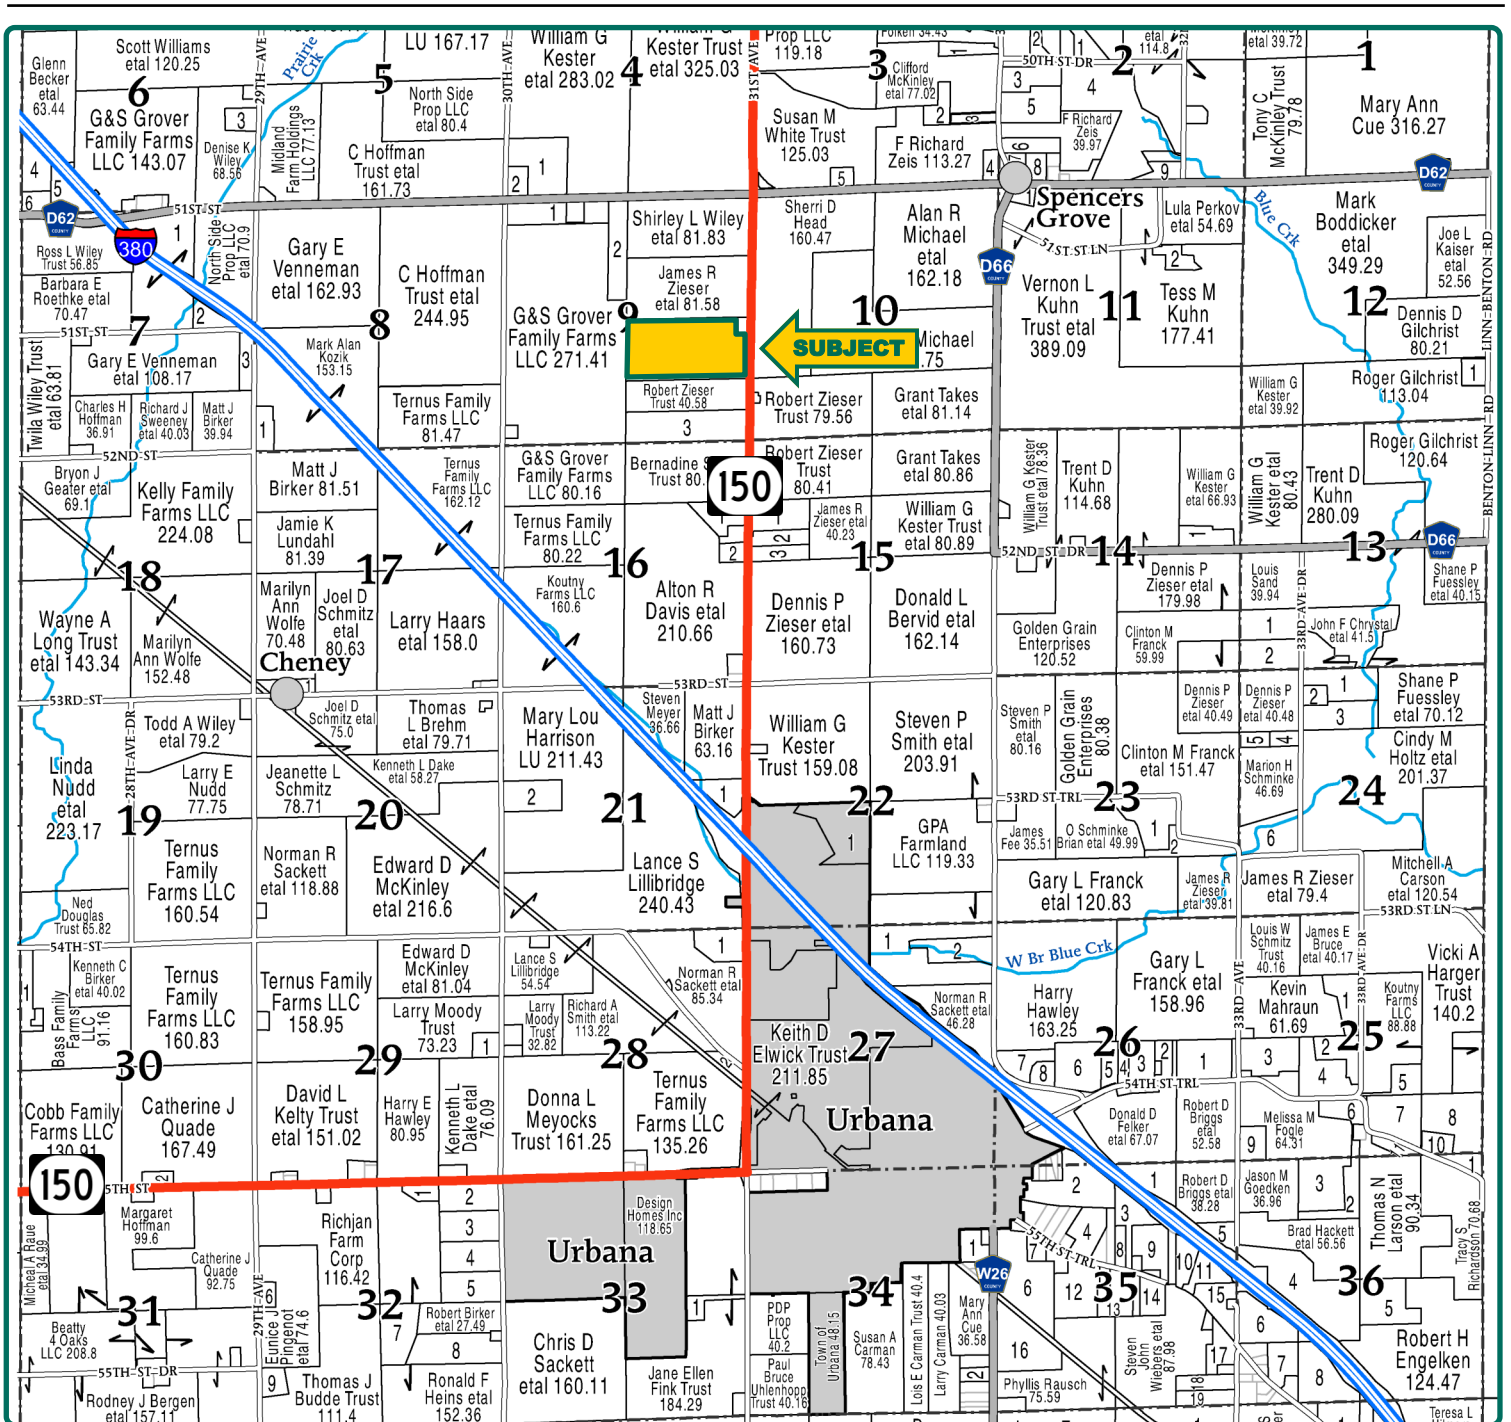 Scott Williams
etal 120.25
LU 167.17
William G
Kester
etal 283.02
Kester Trust
etal 325.03
Prop LLC
119.18
etal 39.72
Glenn
Becker
etal
63.44
6
5
4
3
2
1
29TH AVE
30TH AVE
31ST AVE
Prairie
Crk
50TH ST DR
G&S Grover
Family Farms
LLC 143.07
3
Denise K
Wiley
68.56
Midland
Farm Holdings
LLC 77.13
North Side
Prop LLC
etal 80.4
C Hoffman
Trust etal
161.73
1
2
Clifford
McKinley
etal 77.02
Susan M
White Trust
125.03
F Richard
Zeis 113.27
F Richard
Zeis
39.97
Tony C
McKinley Trust
79.78
Mary Ann
Cue 316.27
51ST ST
D62
COUNTY
380
Spencers
Grove
51ST ST LN
D62
COUNTY
Blue Crk
Ross L Wiley
Trust 56.85
Barbara E
Roethke etal
70.47
North Side
Prop LLC
etal 70.9
Gary E
Venneman
etal 162.93
C Hoffman
Trust etal
244.95
G&S Grover
Family Farms
LLC 271.41
Shirley L Wiley
etal 81.83
James R
Zieser
etal 81.58
Sherri D
Head
160.47
Alan R
Michael
etal
162.18
D66
COUNTY
Vernon L
Kuhn
Trust etal
389.09
Lula Perkov
etal 54.69
Tess M
Kuhn
177.41
Mark
Boddicker
etal
349.29
Joe L
Kaiser
etal
52.56
Dennis D
Gilchrist
80.21
LINN-BENTON-RD
7
8
9
10
11
12
SUBJECT
Michael
.75
51ST ST
Twila Wiley Trust
etal 63.81
Gary E Venneman
etal 108.17
Mark Alan
Kozik
153.15
Charles H
Hoffman
36.91
Richard J
Sweeney
etal 40.03
Matt J
Birker
39.94
Ternus Family
Farms LLC
81.47
Robert Zieser
Trust 40.58
3
Robert Zieser
Trust 79.56
Grant Takes
etal 81.14
William G
Kester
etal 39.92
Roger Gilchrist
113.04
1
52ND ST
Bryon J
Geater etal
69.1
Kelly Family
Farms LLC
224.08
Matt J
Birker 81.51
Jamie K
Lundahl
81.39
Ternus
Family
Farms LLC
162.12
G&S Grover
Family Farms
LLC 80.16
Ternus Family
Farms LLC
80.22
Bernadine
Trust 80.
150
Robert Zieser
Trust
80.41
James R
Zieser etal
40.23
Grant Takes
etal 80.86
William G
Kester Trust
etal 80.89
William G Kester
Trust etal 78.36
Trent D
Kuhn
114.68
William G
Kester
etal 66.93
William G
Kester etal
80.43
Trent D
Kuhn
280.09
Roger Gilchrist
120.64
BENTON-LINN-RD
52ND ST DR
D66
COUNTY
18
17
16
15
14
13
Wayne A
Long Trust
etal 143.34
Marilyn
Ann Wolfe
152.48
Marilyn
Ann
Wolfe
70.48
Joel D
Schmitz
etal
80.63
Larry Haars
etal 158.0
Koutny
Farms LLC
160.6
Alton R
Davis etal
210.66
Dennis P
Zieser etal
160.73
Donald L
Bervid etal
162.14
Golden Grain
Enterprises
120.52
Dennis P
Zieser etal
179.98
Clinton M
Franck
59.99
Louis
Sand
39.94
33RD AVE DR
Shane P
Fuessley
etal 40.15
John F Chrystal
etal 41.5
1
2
Cheney
53RD ST
53RD ST
28TH AVE DR
Todd A Wiley
etal 79.2
Joel D
Schmitz etal
75.0
Thomas
L Brehm
etal 79.71
Mary Lou
Harrison
LU 211.43
Steven
Meyer
36.66
Matt J
Birker
63.16
William G
Kester
Trust 159.08
Steven P
Smith etal
203.91
Steven P
Smith
etal
80.16
Golden Grain
Enterprises
80.38
Dennis P
Zieser
etal 40.49
Dennis P
Zieser
etal 40.48
Clinton M Franck
etal 151.47
Shane P
Fuessley
etal 70.12
Cindy M
Holtz etal
201.37
Linda
Nudd
etal
223.17
Larry E
Nudd
77.75
Jeanette L
Schmitz
78.71
Kenneth L Dake
etal 58.27
Marion H
Schminke
46.69
53RD ST TRL
19
20
21
22
23
24
Ternus
Family
Farms LLC
160.54
Norman R
Sackett
etal 118.88
Edward D
McKinley
etal 216.6
Lance S
Lillibridge
240.43
GPA
Farmland
LLC 119.33
James
Fee 35.51
O Schminke
Brian etal 49.99
Gary L Franck
etal 120.83
James R
Zieser
etal 39.81
James R Zieser
etal 79.4
Mitchell A
Carson
etal 120.54
53RD ST LN
Ned
Douglas
Trust 65.82
54TH ST
Kenneth C
Birker
etal 40.02
Bass Family
Farms
LLC
91.16
Ternus
Family
Farms LLC
160.83
Ternus Family
Farms LLC
158.95
Edward D
McKinley
etal 81.04
Larry Moody
Trust
73.23
Lance S
Lillibridge
54.54
Larry
Moody
Trust
32.82
Richard A
Smith etal
113.22
Norman R
Sackett etal
85.34
Keith D
Elwick Trust
211.85
Norman R
Sackett etal
46.28
W Br Blue Crk
Harry
Hawley
163.25
Gary L
Franck etal
158.96
Louis W
Schmitz
Trust
40.16
James E
Bruce
etal 40.17
Kevin
Mahraun
61.69
33RD AVE
33RD AVE DR
Koutny
Farms
LLC
88.88
Vicki A
Harger
Trust
140.2
30
29
28
27
26
25
54TH ST TRL
Cobb Family
Farms LLC
130.91
Catherine J
Quade
167.49
David L
Kelty Trust
etal 151.02
Harry E
Hawley
80.95
Kenneth L
Dake etal
76.09
Donna L
Meyocks
Trust 161.25
Ternus
Family
Farms LLC
135.26
Urbana
Donald D
Felker
etal 67.07
Robert D
Briggs
etal
52.58
Melissa M
Fogle
64.31
150
5TH ST
Margaret
Hoffman
99.6
Micheal A Raue
etal 34.99
Catherine J
Quade
92.75
29TH AVE
Richjan
Farm
Corp
116.42
2
3
4
5
Urbana
Design
Homes Inc
118.65
W26
COUNTY
55TH ST TRL
Robert D
Briggs etal
38.28
Jason M
Goedken
36.96
Brad Hackett
etal 56.56
Thomas N
Larson etal
90.34
Tracy S
Richardson 70.68
31
32
33
34
35
36
Beatty
4 Oaks
LLC 208.8
55TH ST DR
Rodney J Bergen
etal 157.11
Eunice J
Pingenot
etal 74.6
Thomas J
Budde Trust
111.4
Robert Birker
etal 27.49
8
Ronald F
Heins etal
152.36
Chris D
Sackett
etal 160.11
Jane Ellen
Fink Trust
184.29
PDP
Prop
LLC
40.2
Paul
Bruce
Uhlenhopp
Trust 40.16
Town of
Urbana 48.15
Susan A
Carman
78.43
Lois E Carman Trust 40.4
Larry Carman 40.03
Mary
Ann
Cue
36.58
Phyllis Rausch
75.59
Steven
John
Wieberts etal
87.98
Robert H
Engelken
124.47
Teresa L